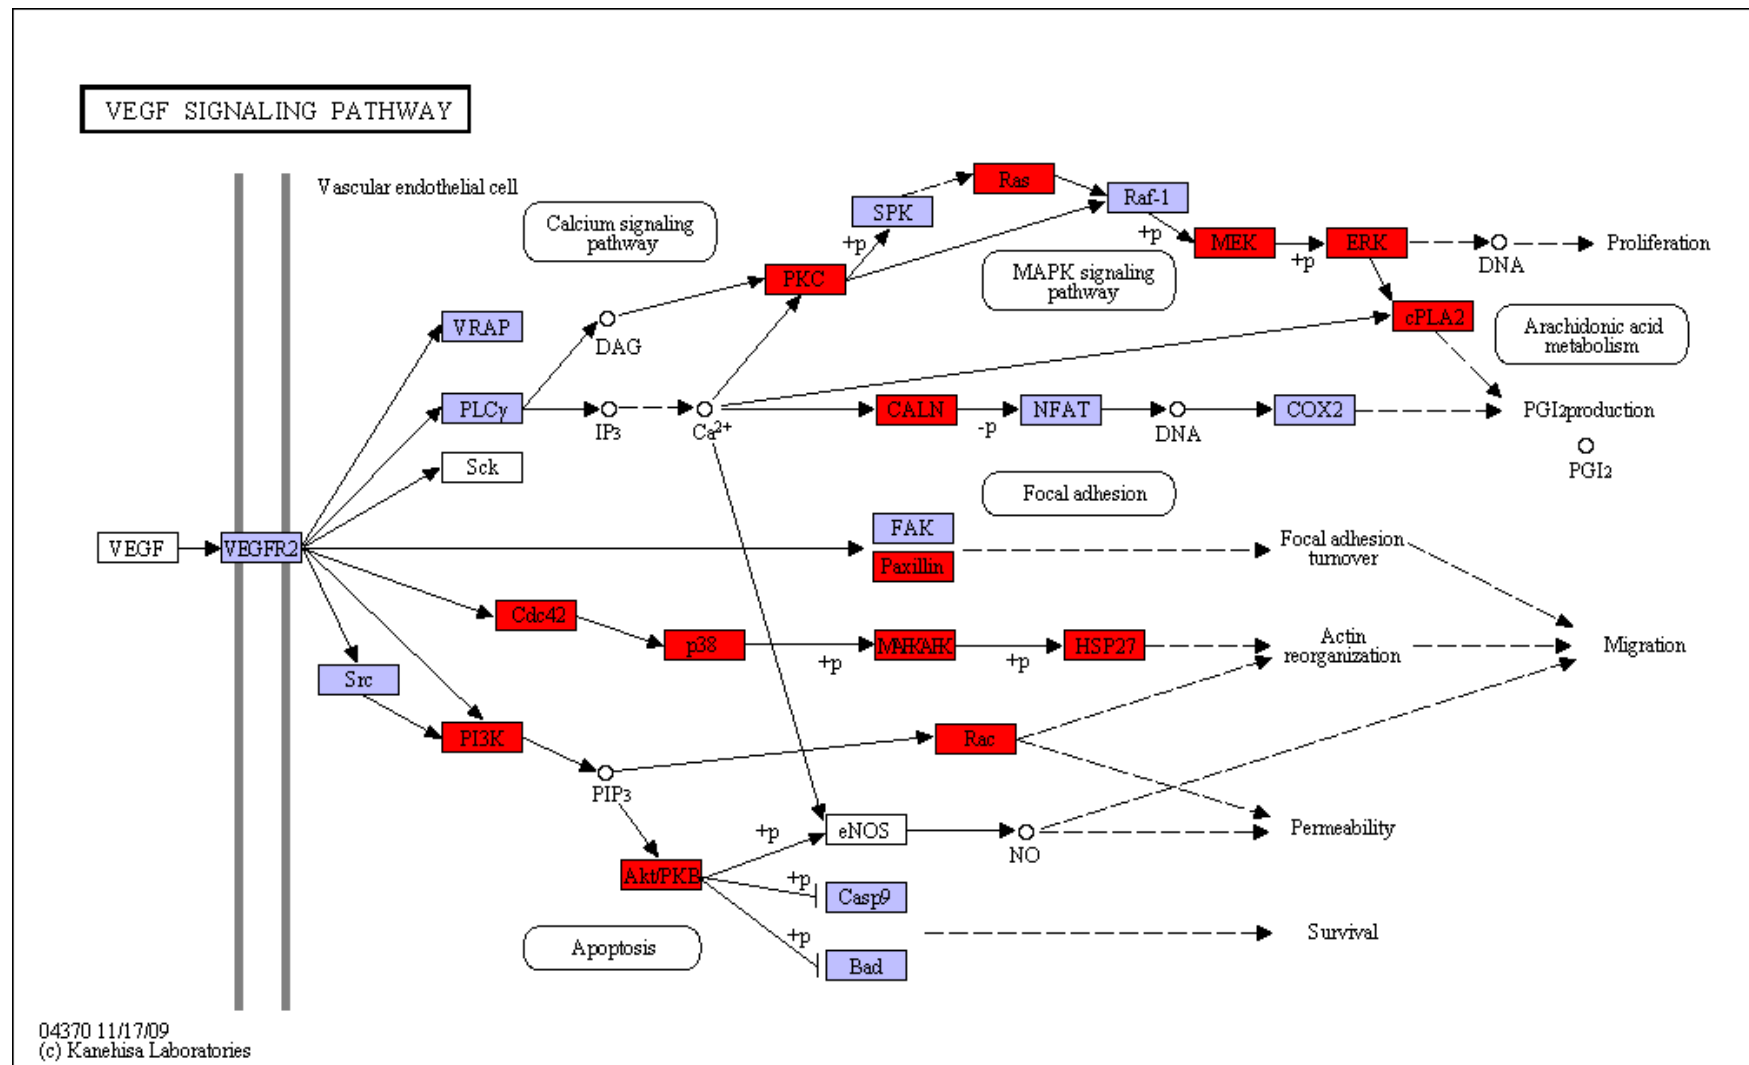 VEGF SIGNALING PATHWAY
Vascular endothelial cell
Calcium signaling
pathway
SPK
Ras
Raf-1
+p
+p
MEK
+p
ERK
DNA
Proliferation
PKC
MAPK signaling
pathway
VRAP
DAG
cPLA2
Arachidonic acid
metabolism
PLCγ
IP3
Ca2+
CALN
-p
NFAT
DNA
COX2
PGI2production
PGI2
Sck
Focal adhesion
VEGF
VEGFR2
FAK
Paxillin
Focal adhesion
turnover
Cdc42
p38
+p
MAPKAPK
+p
HSP27
Actin
reorganization
Migration
Src
PI3K
Rac
PIP3
+p
eNOS
NO
Permeability
Akt/PKB
+p
Casp9
+p
Bad
Survival
Apoptosis
04370 11/17/09
(c) Kanehisa Laboratories